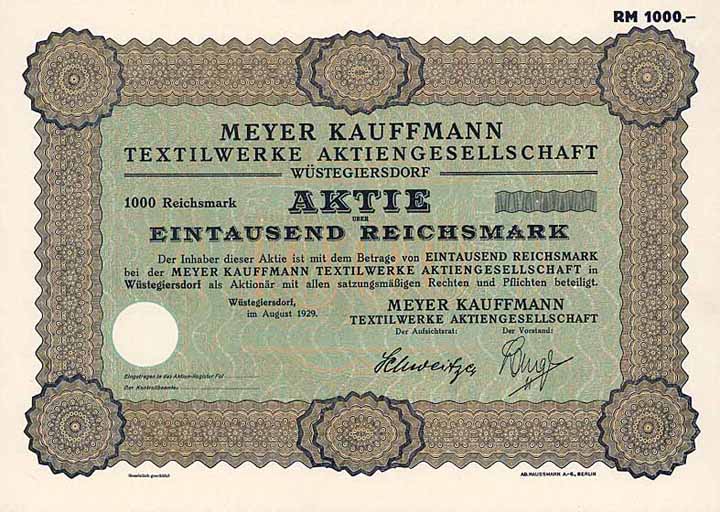 RM 1000.–
MEYER KAUFFMANN
TEXTILWERKE AKTIENGESELLSCHAFT
WÜSTEGIERSDORF
1000 Reichsmark AKTIE
ÜBER
EINTAUSEND REICHSMARK
Der Inhaber dieser Aktie ist mit dem Betrage von EINTAUSEND REICHSMARK
bei der MEYER KAUFFMANN TEXTILWERKE AKTIENGESELLSCHAFT in
Wüstegiersdorf als Aktionär mit allen satzungsmäßigen Rechten und Pflichten beteiligt.
Wüstegiersdorf,
im August 1929.
MEYER KAUFFMANN
TEXTILWERKE AKTIENGESELLSCHAFT
Der Aufsichtsrat: Der Vorstand:
Schweitzer
Eingetragen in das Aktien-Register Fol
Der Kontrollbeamte:
Gesetzlich geschützt